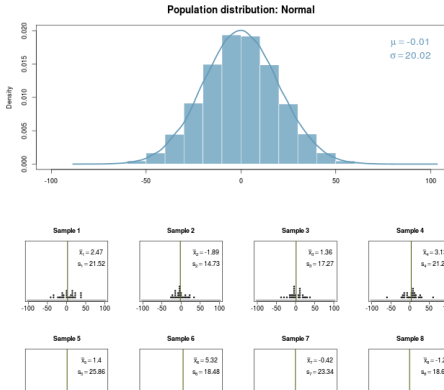 Population distribution: Normal
μ = -0.01
σ = 20.02
Density
0.000 0.005 0.010 0.015 0.020
-100 -50 0 50 100
Sample 1 Sample 2 Sample 3 Sample 4
x̄₁ = 2.47 x̄₂ = -1.89 x̄₃ = 1.36
s₁ = 21.52 s₂ = 14.73 s₃ = 17.27
-100 -50 0 50 100 -100 -50 0 50 100 -100 -50 0 50 100 -100 -50 0 50 100
Sample 5 Sample 6 Sample 7 Sample 8
x̄₅ = 1.4 x̄₆ = 5.32 x̄₇ = -0.42
s₅ = 25.86 s₆ = 18.48 s₇ = 23.34